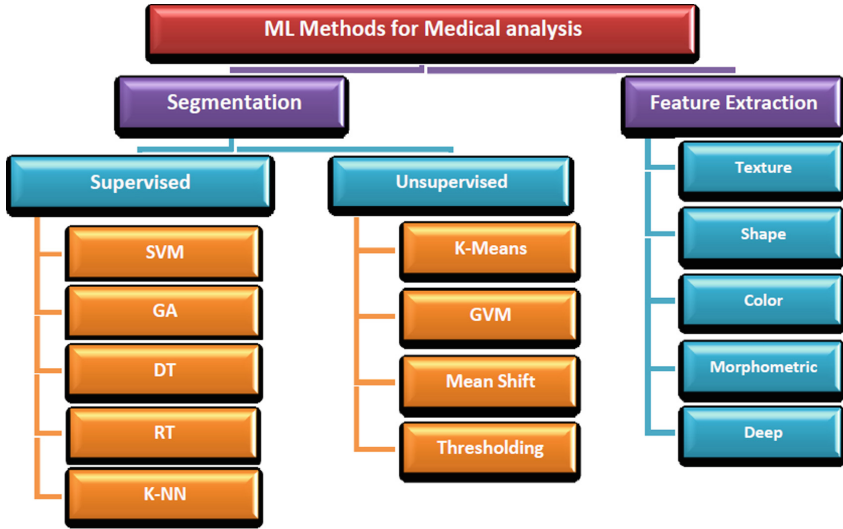 ML Methods for Medical analysis
Segmentation
Feature Extraction
Supervised
Unsupervised
SVM
GA
DT
RT
K-NN
K-Means
GVM
Mean Shift
Thresholding
Texture
Shape
Color
Morphometric
Deep